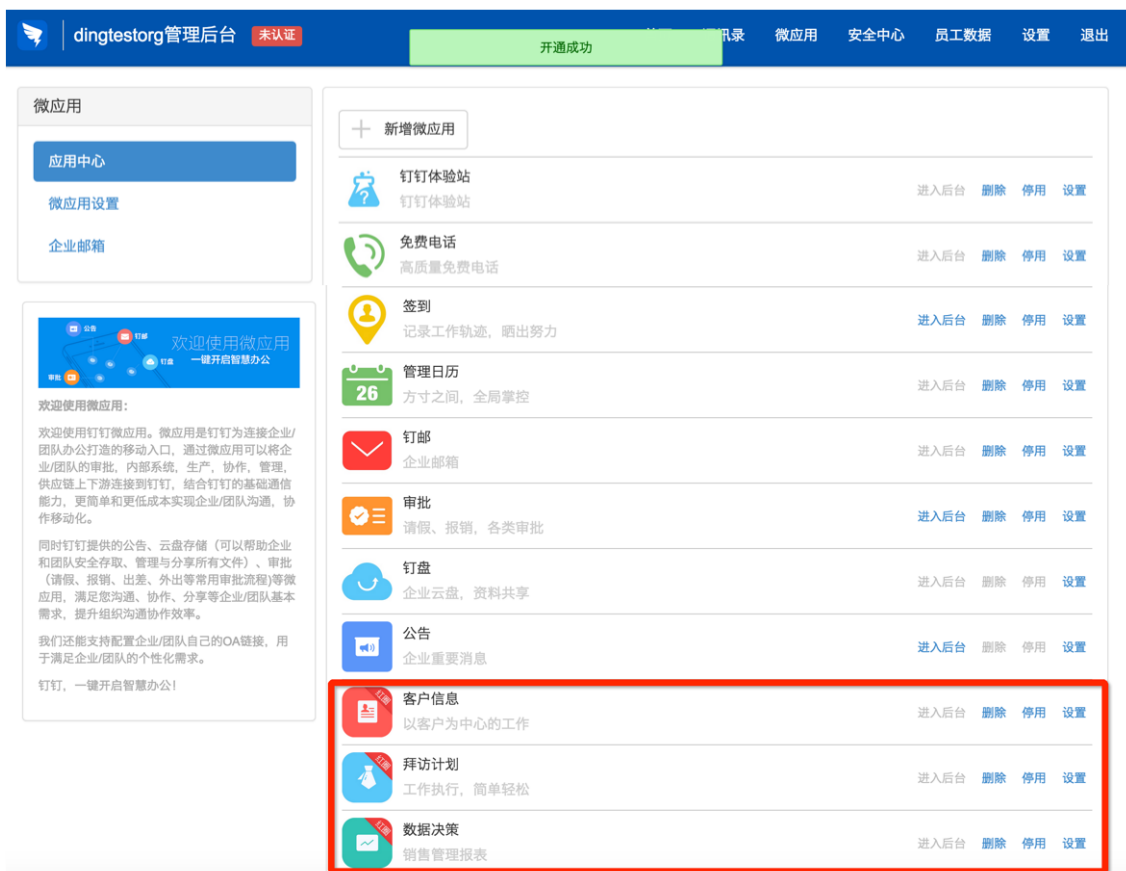 dingtestorg管理后台 未认证
开通成功
讯录 微应用 安全中心 员工数据 设置 退出
微应用
应用中心
微应用设置
企业邮箱
公告
钉邮
钉盘
审批
欢迎使用微应用
一键开启智慧办公
欢迎使用微应用：
欢迎使用钉钉微应用。微应用是钉钉为连接企业/
团队办公打造的移动入口，通过微应用可以将企
业/团队的审批，内部系统，生产，协作，管理，
供应链上下游连接到钉钉，结合钉钉的基础通信
能力，更简单和更低成本实现企业/团队沟通，协
作移动化。
同时钉钉提供的公告、云盘存储（可以帮助企业
和团队安全存取、管理与分享所有文件）、审批
（请假、报销、出差、外出等常用审批流程)等微
应用，满足您沟通、协作、分享等企业/团队基本
需求，提升组织沟通协作效率。
我们还能支持配置企业/团队自己的OA链接，用
于满足企业/团队的个性化需求。
钉钉，一键开启智慧办公！
新增微应用
钉钉体验站
钉钉体验站
进入后台 删除 停用 设置
免费电话
高质量免费电话
进入后台 删除 停用 设置
签到
记录工作轨迹，晒出努力
进入后台 删除 停用 设置
26
管理日历
方寸之间，全局掌控
进入后台 删除 停用 设置
钉邮
企业邮箱
进入后台 删除 停用 设置
审批
请假、报销、各类审批
进入后台 删除 停用 设置
钉盘
企业云盘，资料共享
进入后台 删除 停用 设置
公告
企业重要消息
进入后台 删除 停用 设置
红圈
客户信息
以客户为中心的工作
进入后台 删除 停用 设置
红圈
拜访计划
工作执行，简单轻松
进入后台 删除 停用 设置
红圈
数据决策
销售管理报表
进入后台 删除 停用 设置